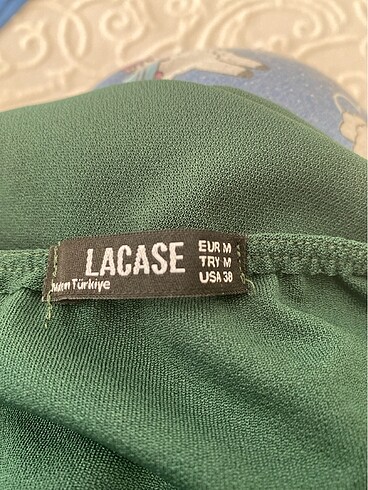 LACASE
EUR M
TRY M
USA 38
Türkiye